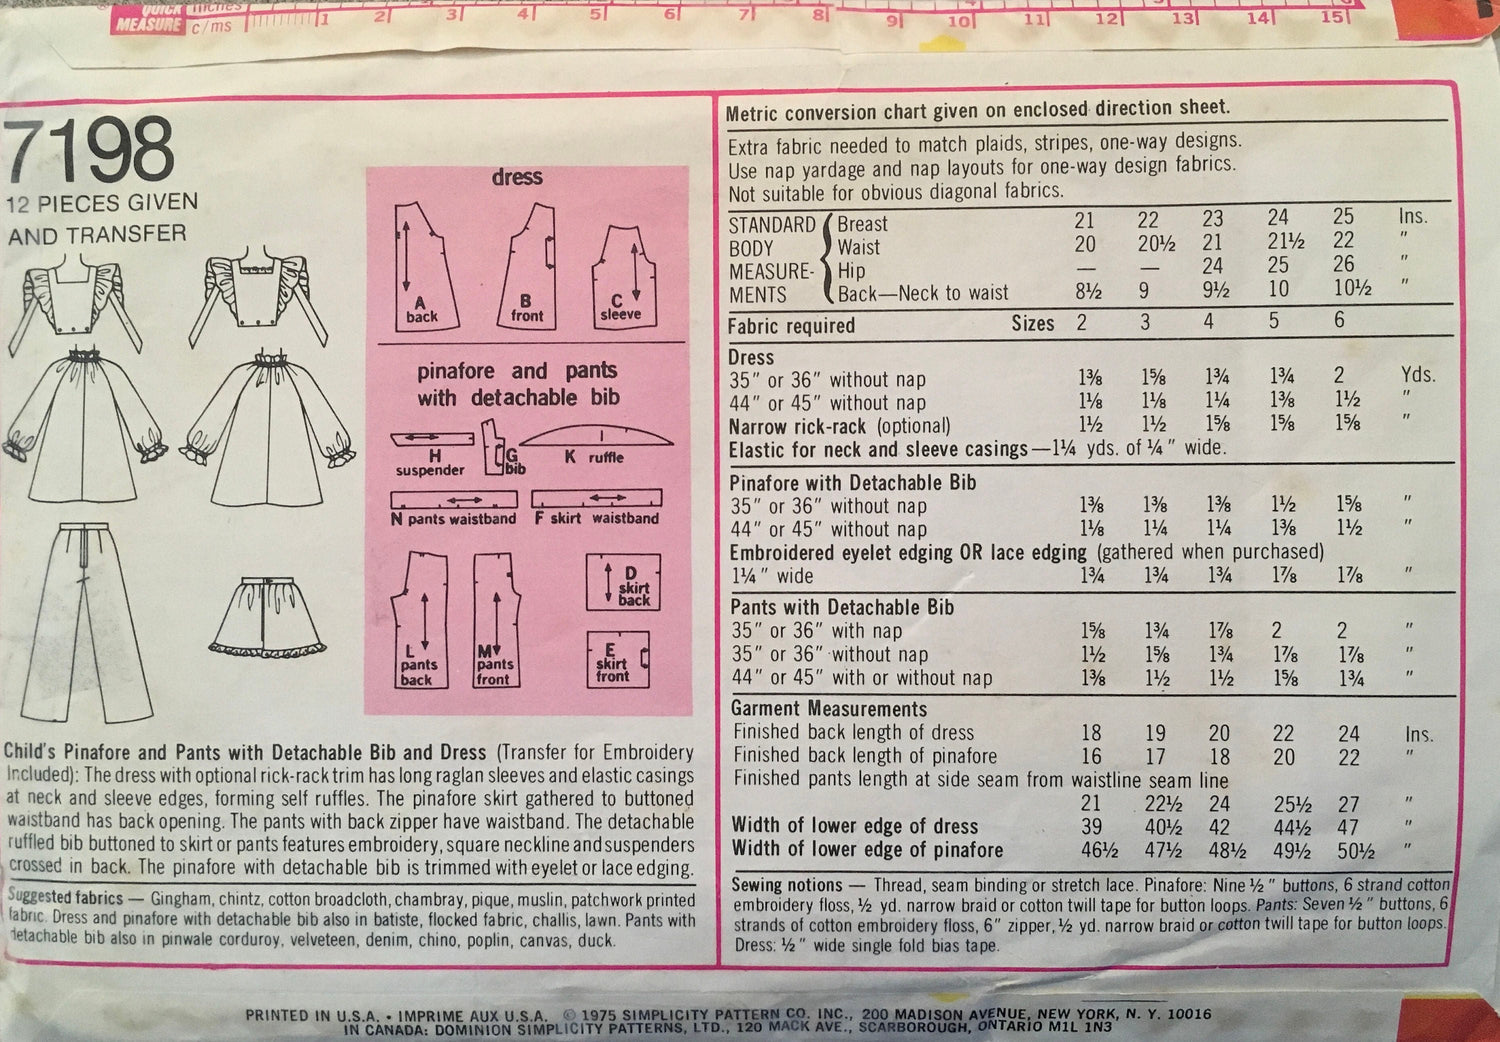 QUICK inches 1 2 3 4 5 6 7 8 9 10 11 12 13 14 15
MEASURE c/ms
7198
12 PIECES GIVEN
AND TRANSFER
dress
A
back
B
front
C
sleeve
pinafore and pants
with detachable bib
H
suspender
G
bib
K ruffle
N pants waistband
F skirt waistband
L
pants
back
M
pants
front
D
skirt
back
E
skirt
front
Child's Pinafore and Pants with Detachable Bib and Dress (Transfer for Embroidery
Included): The dress with optional rick-rack trim has long raglan sleeves and elastic casings
at neck and sleeve edges, forming self ruffles. The pinafore skirt gathered to buttoned
waistband has back opening. The pants with back zipper have waistband. The detachable
ruffled bib buttoned to skirt or pants features embroidery, square neckline and suspenders
crossed in back. The pinafore with detachable bib is trimmed with eyelet or lace edging.
Suggested fabrics — Gingham, chintz, cotton broadcloth, chambray, pique, muslin, patchwork printed
fabric. Dress and pinafore with detachable bib also in batiste, flocked fabric, challis, lawn. Pants with
detachable bib also in pinwale corduroy, velveteen, denim, chino, poplin, canvas, duck.
Metric conversion chart given on enclosed direction sheet.
Extra fabric needed to match plaids, stripes, one-way designs.
Use nap yardage and nap layouts for one-way design fabrics.
Not suitable for obvious diagonal fabrics.
STANDARD Breast 21 22 23 24 25 Ins.
BODY Waist 20 20½ 21 21½ 22 "
MEASURE- Hip — — 24 25 26 "
MENTS Back—Neck to waist 8½ 9 9½ 10 10½ "
Fabric required Sizes 2 3 4 5 6
Dress
35" or 36" without nap 1⅜ 1⅝ 1¾ 1¾ 2 Yds.
44" or 45" without nap 1⅛ 1⅛ 1¼ 1⅜ 1½ "
Narrow rick-rack (optional) 1½ 1½ 1⅝ 1⅝ 1⅝ "
Elastic for neck and sleeve casings—1¼ yds. of ¼" wide.
Pinafore with Detachable Bib
35" or 36" without nap 1⅜ 1⅜ 1⅜ 1½ 1⅝ "
44" or 45" without nap 1⅛ 1¼ 1¼ 1⅜ 1½ "
Embroidered eyelet edging OR lace edging (gathered when purchased)
1¼" wide 1¾ 1¾ 1¾ 1⅞ 1⅞ "
Pants with Detachable Bib
35" or 36" with nap 1⅝ 1¾ 1⅞ 2 2 "
35" or 36" without nap 1½ 1⅝ 1¾ 1⅞ 1⅞ "
44" or 45" with or without nap 1⅜ 1½ 1½ 1⅝ 1¾ "
Garment Measurements
Finished back length of dress 18 19 20 22 24 Ins.
Finished back length of pinafore 16 17 18 20 22 "
Finished pants length at side seam from waistline seam line
21 22½ 24 25½ 27 "
Width of lower edge of dress 39 40½ 42 44½ 47 "
Width of lower edge of pinafore 46½ 47½ 48½ 49½ 50½ "
Sewing notions — Thread, seam binding or stretch lace. Pinafore: Nine ½" buttons, 6 strand cotton
embroidery floss, ½ yd. narrow braid or cotton twill tape for button loops. Pants: Seven ½" buttons, 6
strands of cotton embroidery floss, 6" zipper, ½ yd. narrow braid or cotton twill tape for button loops.
Dress: ½" wide single fold bias tape.
PRINTED IN U.S.A. • IMPRIME AUX U.S.A. © 1975 SIMPLICITY PATTERN CO. INC., 200 MADISON AVENUE, NEW YORK, N. Y. 10016
IN CANADA: DOMINION SIMPLICITY PATTERNS, LTD., 120 MACK AVE., SCARBOROUGH, ONTARIO M1L 1N3